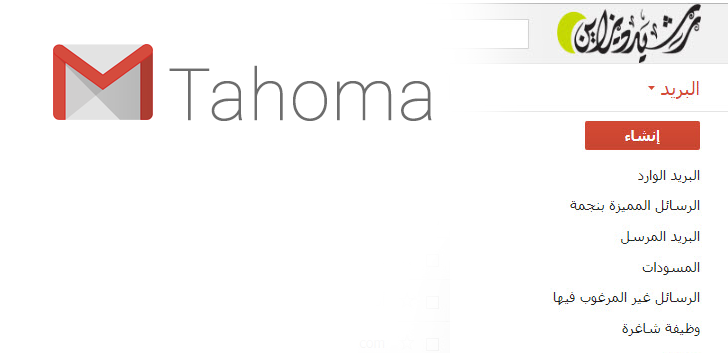 Tahoma
رشيد ديزاين
البريد
إنشاء
البريد الوارد
الرسائل المميزة بنجمة
البريد المرسل
المسودات
الرسائل غير المرغوب فيها
وظيفة شاغرة